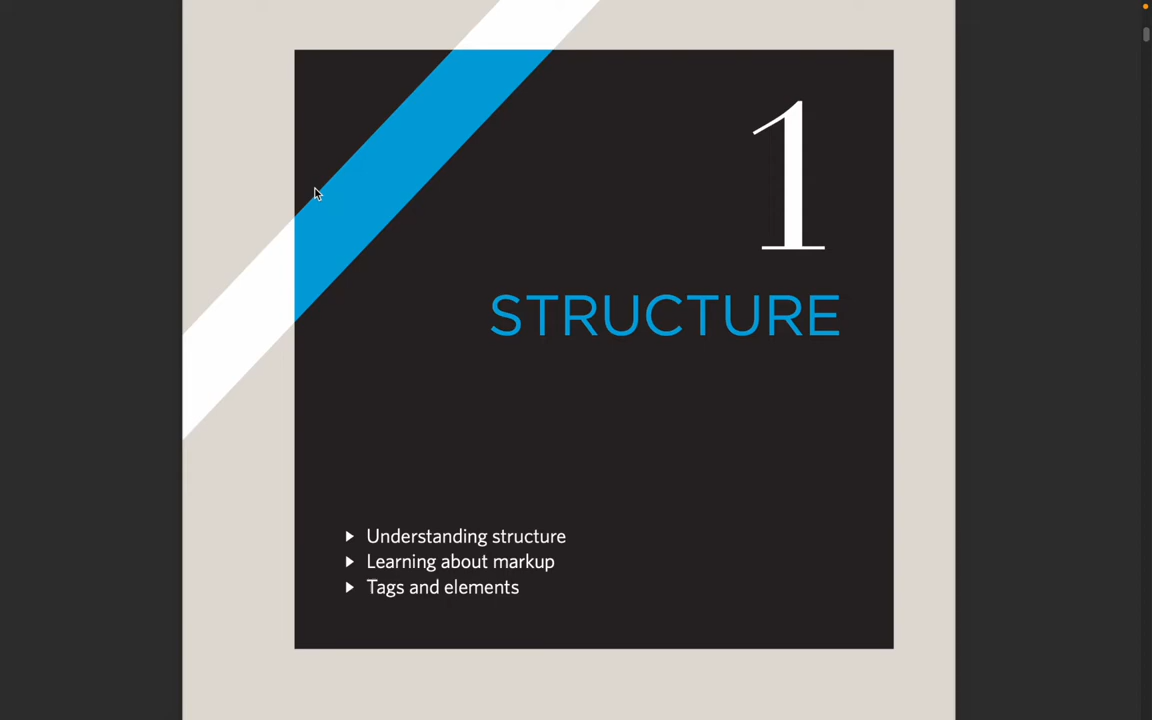 1
STRUCTURE
Understanding structure
Learning about markup
Tags and elements